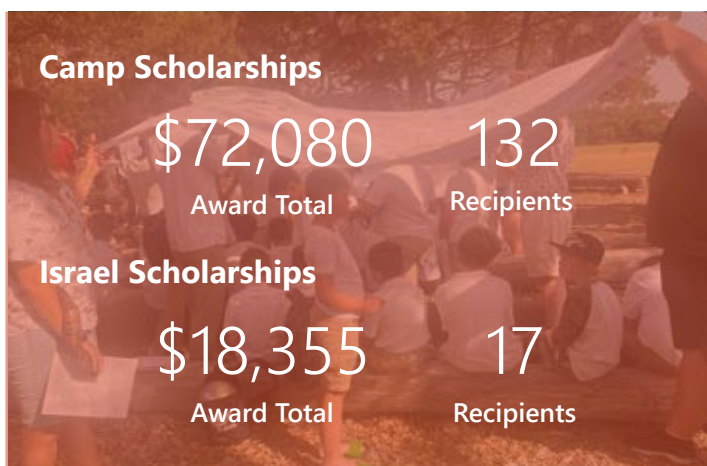 Camp Scholarships
$72,080 132
Award Total Recipients
Israel Scholarships
$18,355 17
Award Total Recipients